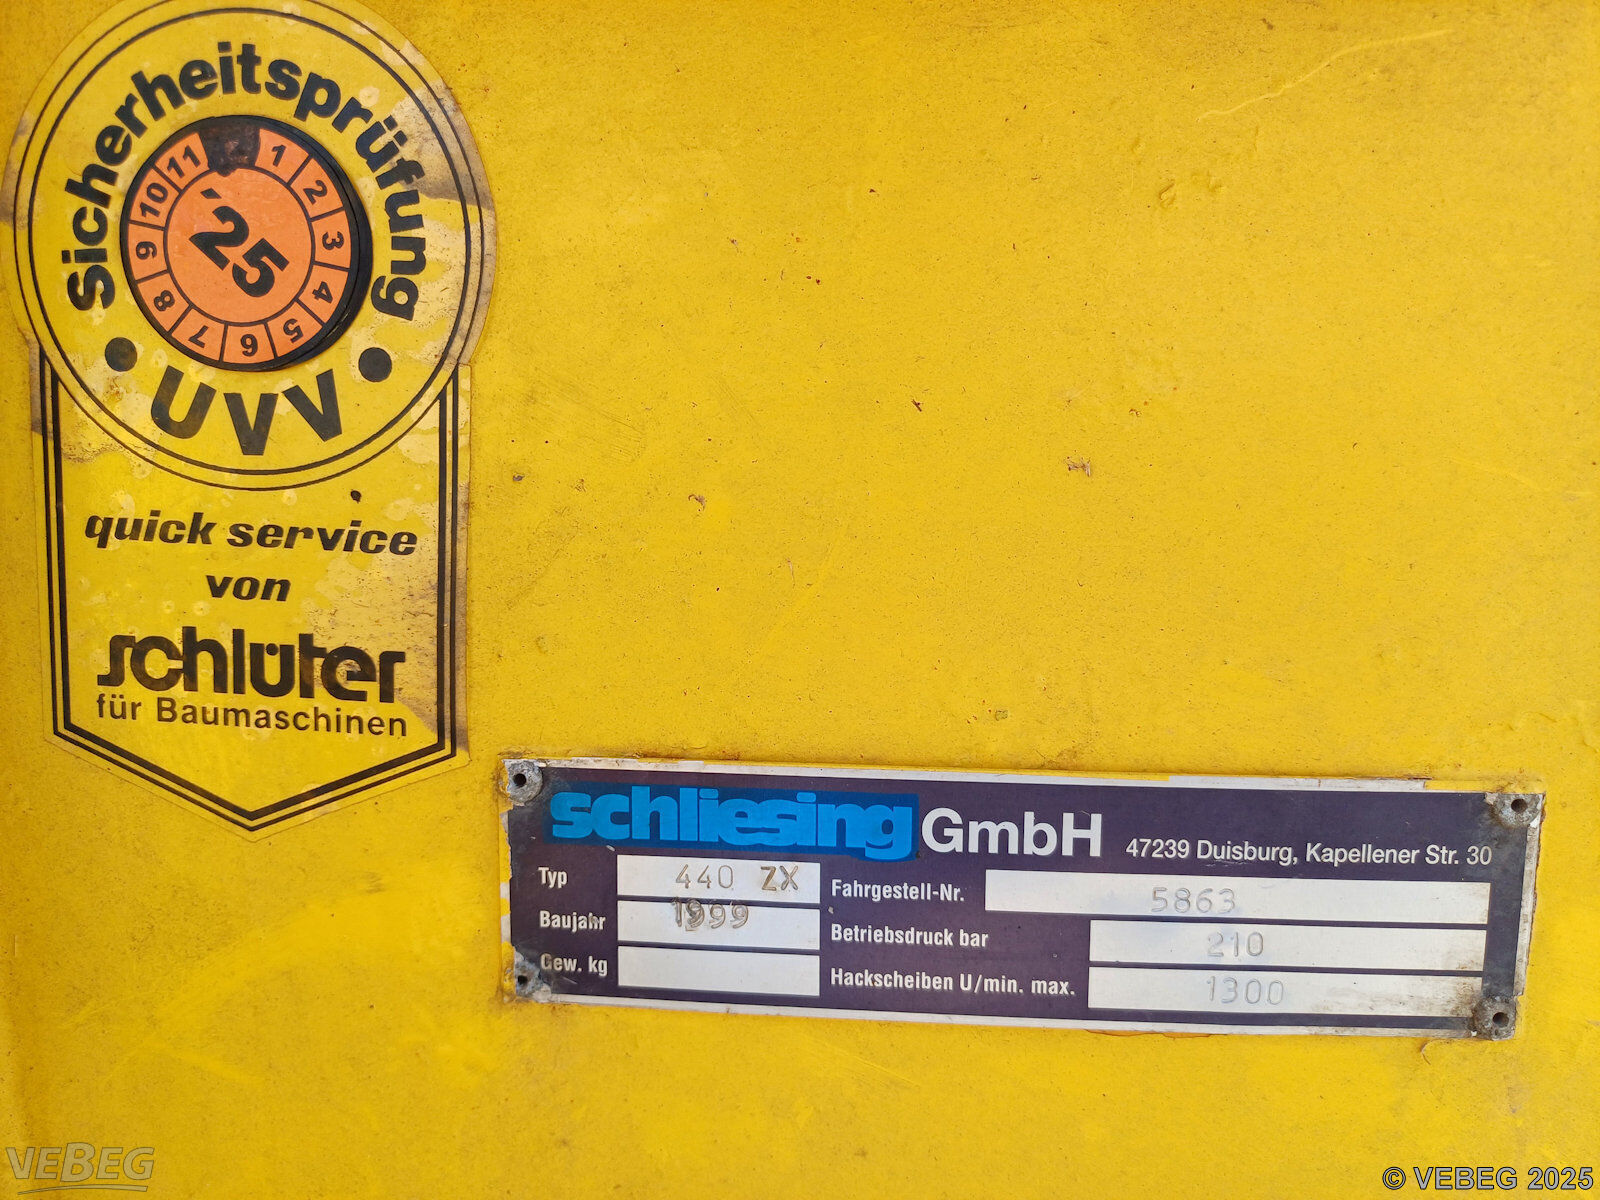 Sicherheitsprüfung
11 1
10 2
9 3
8 4
7 6 5
'25
UVV
quick service
von
schlüter
für Baumaschinen
schliesing GmbH 47239 Duisburg, Kapellener Str. 30
Typ 440 ZX
Baujahr 1999
Gew. kg
Fahrgestell-Nr. 5863
Betriebsdruck bar 210
Hackscheiben U/min. max. 1300
VEBEG
© VEBEG 2025